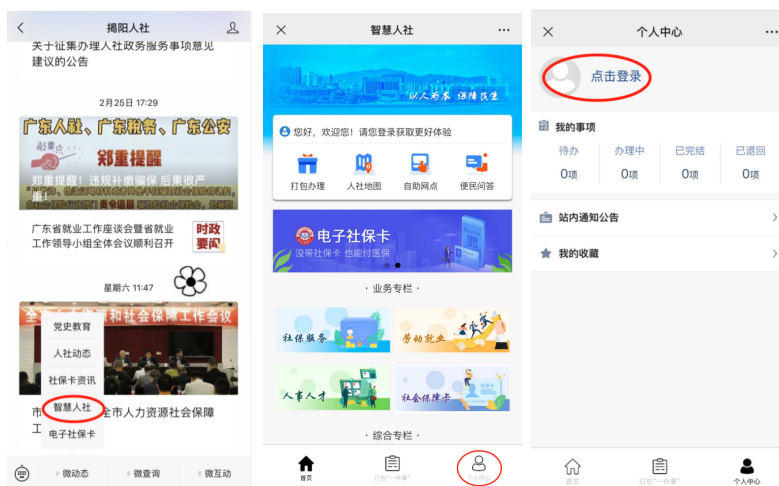 揭阳人社
关于征集办理人社政务服务事项意见
建议的公告
2月25日 17:29
广东人社、广东税务、广东公安
郑重提醒
郑重提醒！违规补缴骗保 后果很严
重！
广东省就业工作座谈会暨省就业
工作领导小组全体会议顺利召开
时政
要闻
星期六 11:47
党史教育
人社动态
社保卡资讯
智慧人社
电子社保卡
全市人力资源社会保障
微动态
微查询
微互动
智慧人社
以人为本 保障民生
您好，欢迎您！请您登录获取更好体验
打包办理
人社地图
自助网点
便民问答
电子社保卡
没带社保卡 也能付医保
· 业务专栏 ·
社保服务
劳动就业
人事人才
社会保障卡
· 综合专栏 ·
首页
打包“一件事”
个人中心
个人中心
点击登录
我的事项
待办
办理中
已完结
已退回
0项
0项
0项
0项
站内通知公告
我的收藏
首页
打包“一件事”
个人中心